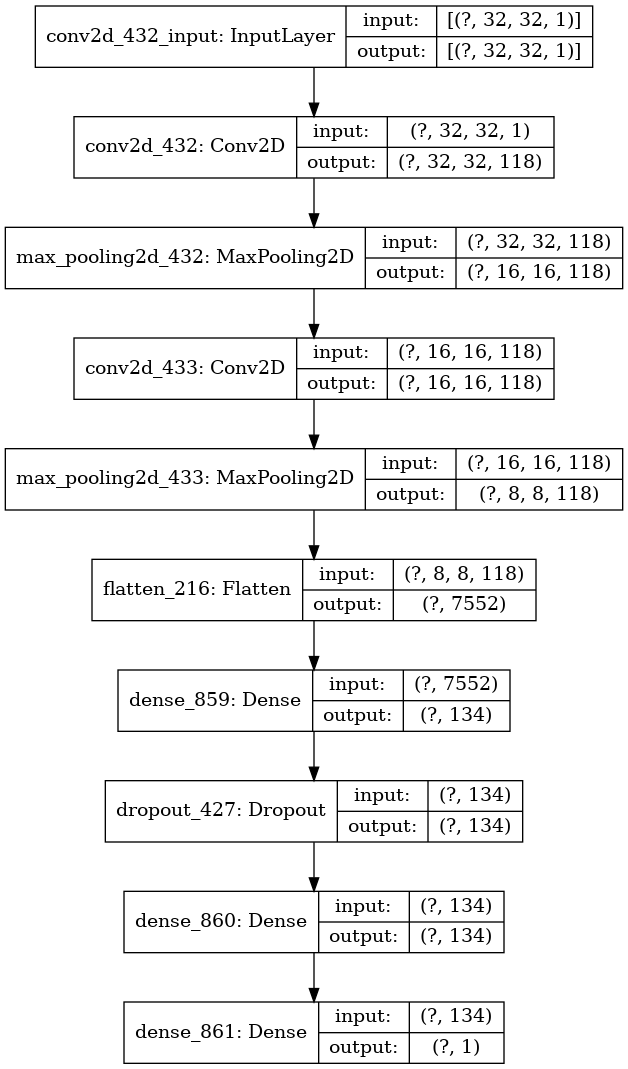 conv2d_432_input: InputLayer
input: [(?, 32, 32, 1)]
output: [(?, 32, 32, 1)]
conv2d_432: Conv2D
input: (?, 32, 32, 1)
output: (?, 32, 32, 118)
max_pooling2d_432: MaxPooling2D
input: (?, 32, 32, 118)
output: (?, 16, 16, 118)
conv2d_433: Conv2D
input: (?, 16, 16, 118)
output: (?, 16, 16, 118)
max_pooling2d_433: MaxPooling2D
input: (?, 16, 16, 118)
output: (?, 8, 8, 118)
flatten_216: Flatten
input: (?, 8, 8, 118)
output: (?, 7552)
dense_859: Dense
input: (?, 7552)
output: (?, 134)
dropout_427: Dropout
input: (?, 134)
output: (?, 134)
dense_860: Dense
input: (?, 134)
output: (?, 134)
dense_861: Dense
input: (?, 134)
output: (?, 1)